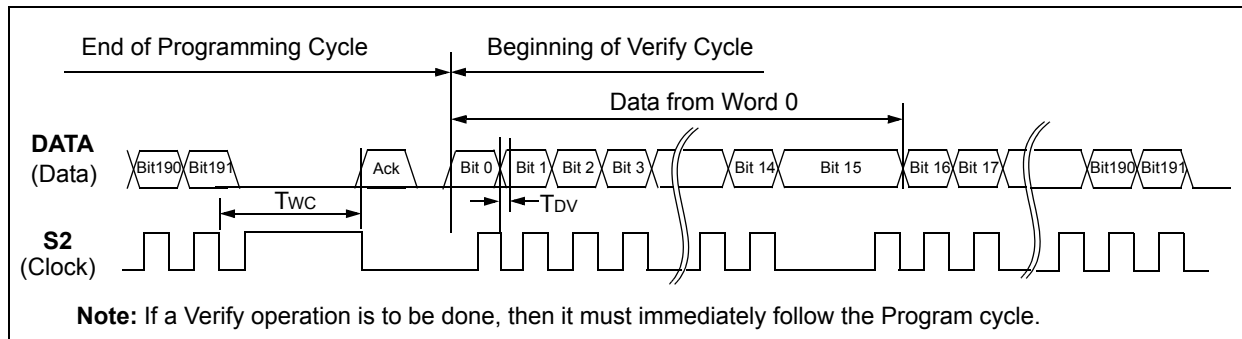 End of Programming Cycle Beginning of Verify Cycle
Data from Word 0
DATA
(Data)
Bit190 Bit191 Ack Bit 0 Bit 1 Bit 2 Bit 3 Bit 14 Bit 15 Bit 16 Bit 17 Bit190 Bit191
TWC TDV
S2
(Clock)
Note: If a Verify operation is to be done, then it must immediately follow the Program cycle.